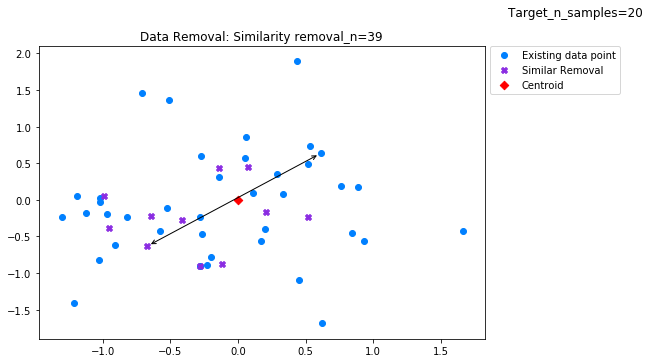 Target_n_samples=20
Data Removal: Similarity removal_n=39
Existing data point
Similar Removal
Centroid
2.0
1.5
1.0
0.5
0.0
−0.5
−1.0
−1.5
−1.0 −0.5 0.0 0.5 1.0 1.5